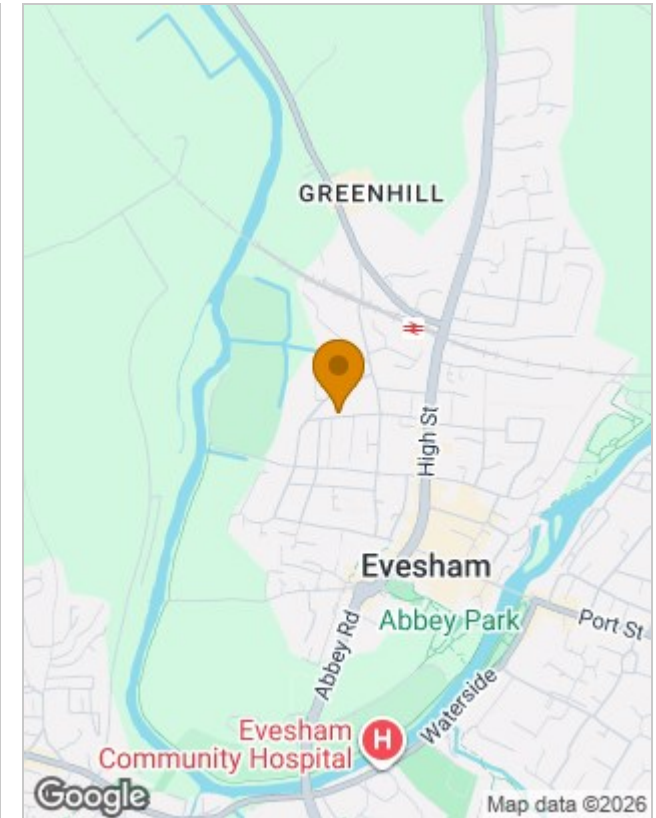 GREENHILL
High St
Evesham
Abbey Park
Port St
Abbey Rd
Waterside
Evesham
Community Hospital
H
Google
Map data ©2026